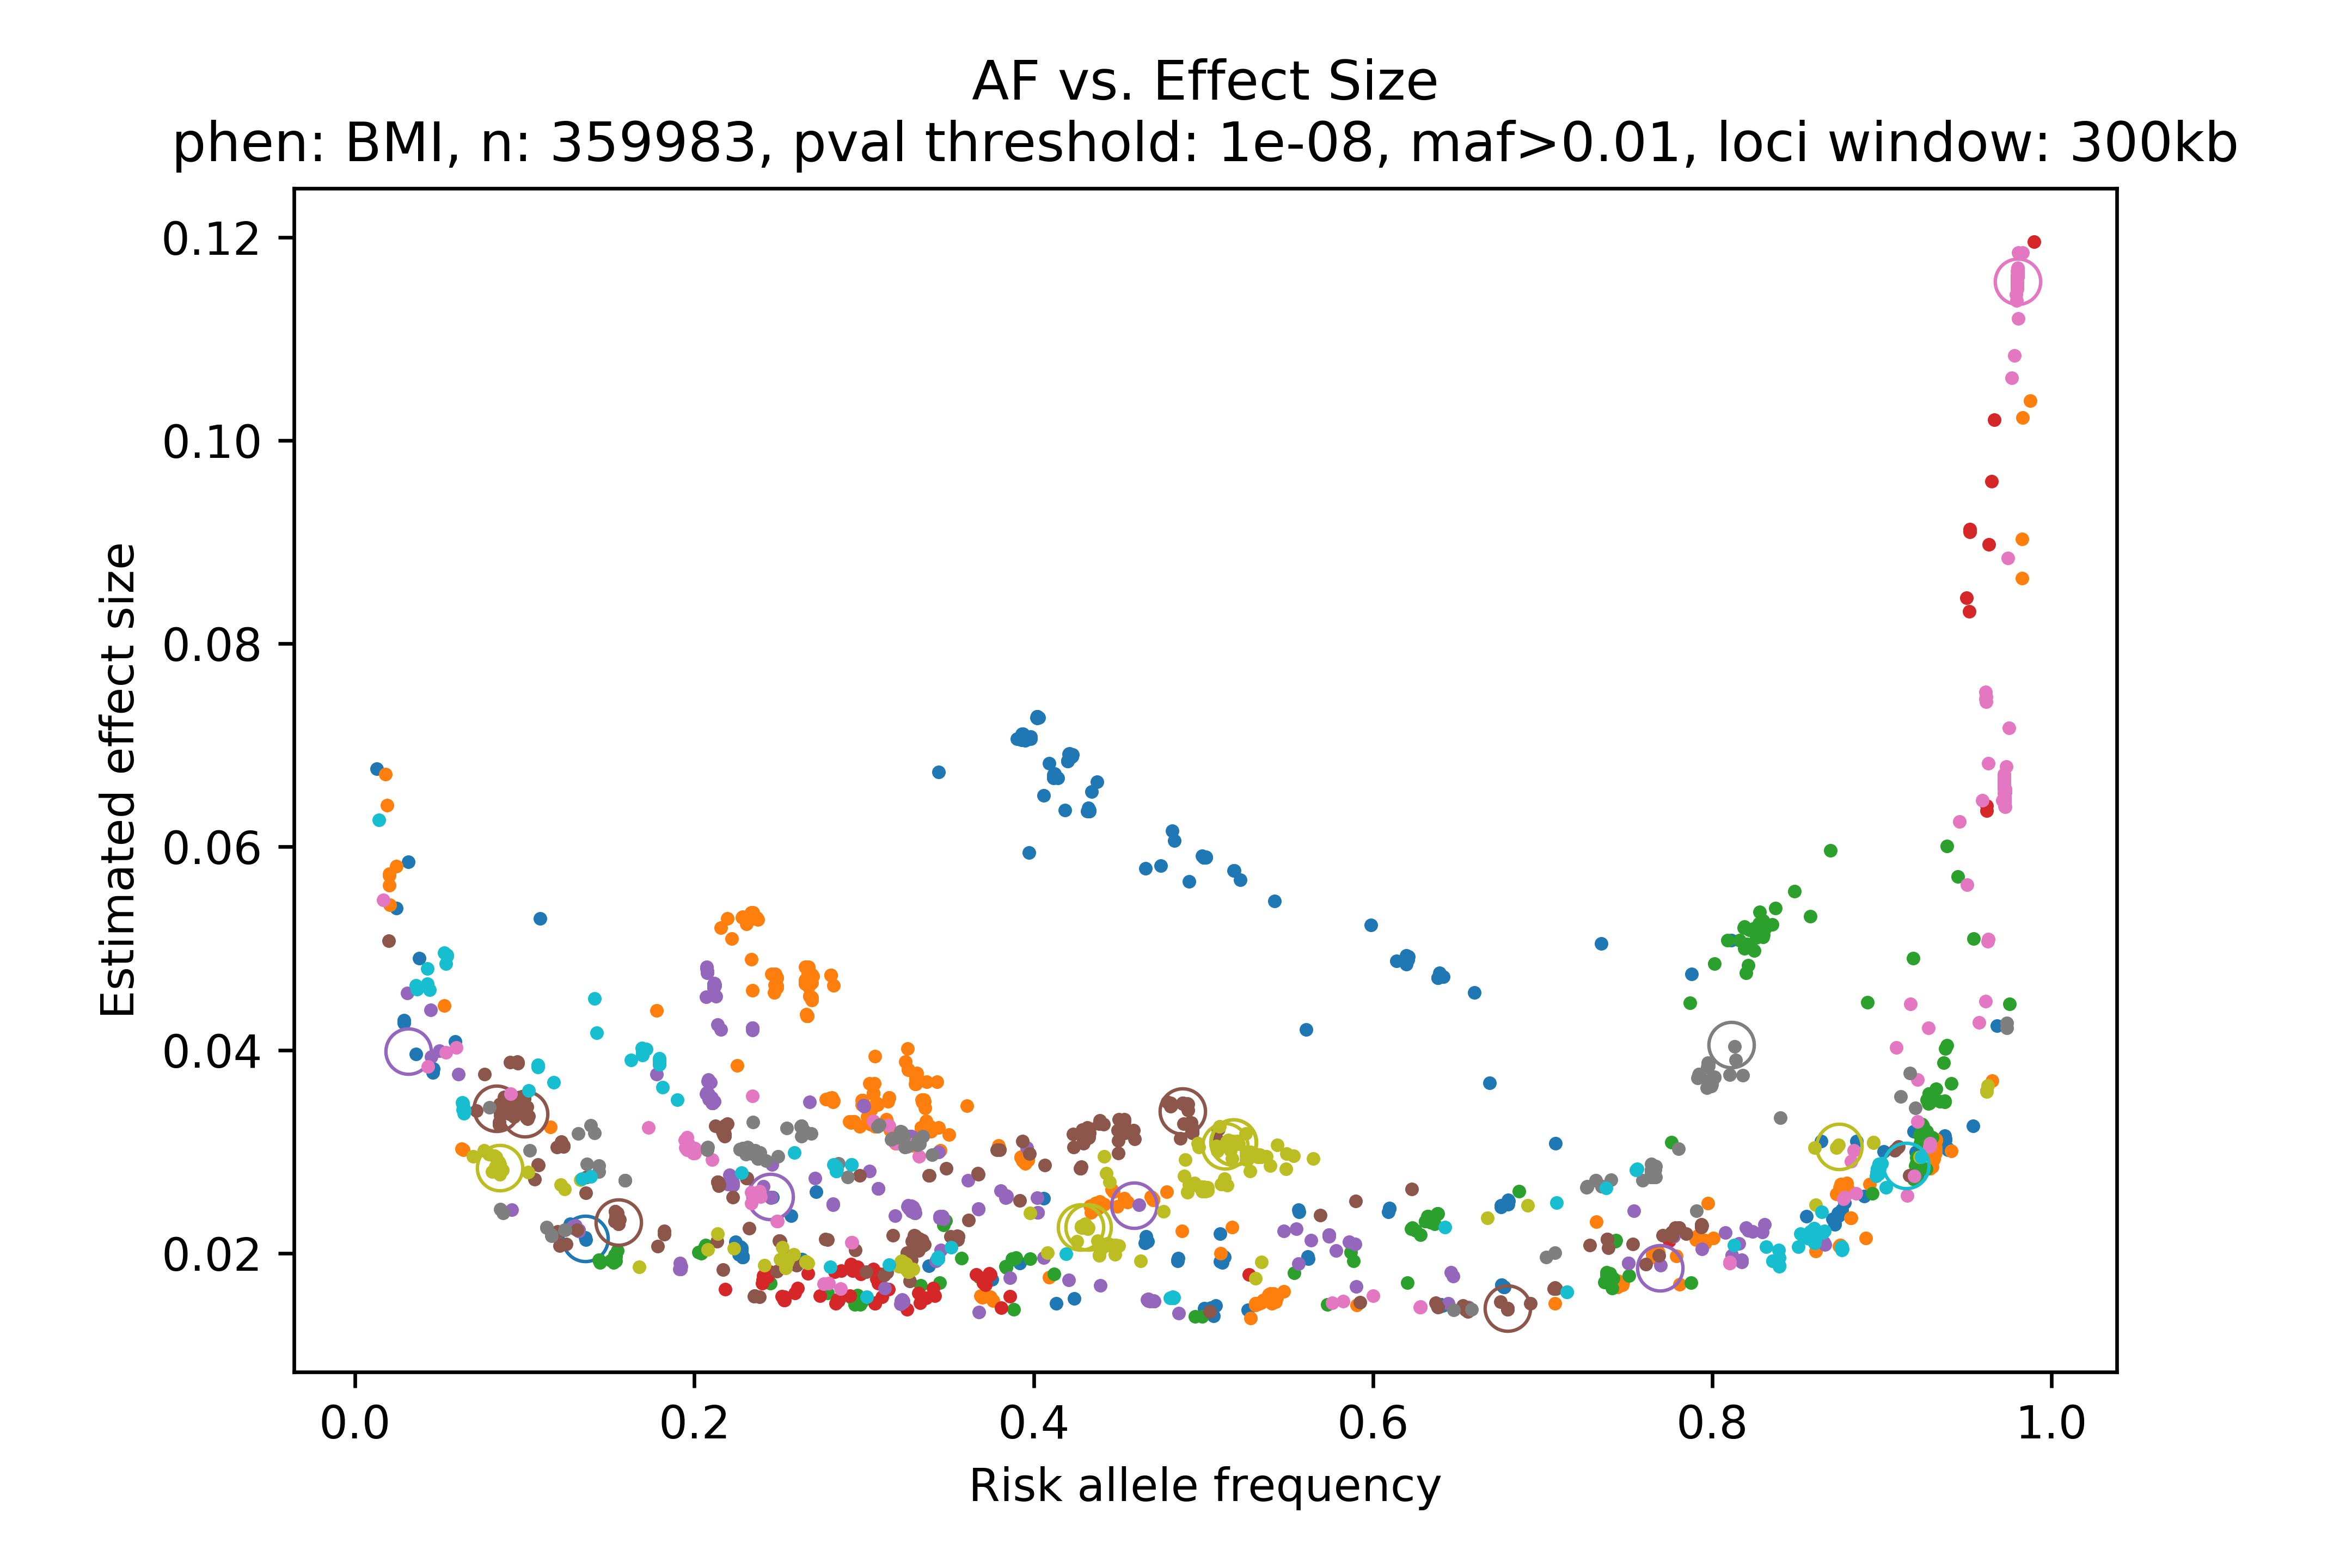 AF vs. Effect Size
phen: BMI, n: 359983, pval threshold: 1e-08, maf>0.01, loci window: 300kb
0.12
0.10
0.08
0.06
0.04
0.02
Estimated effect size
0.0 0.2 0.4 0.6 0.8 1.0
Risk allele frequency